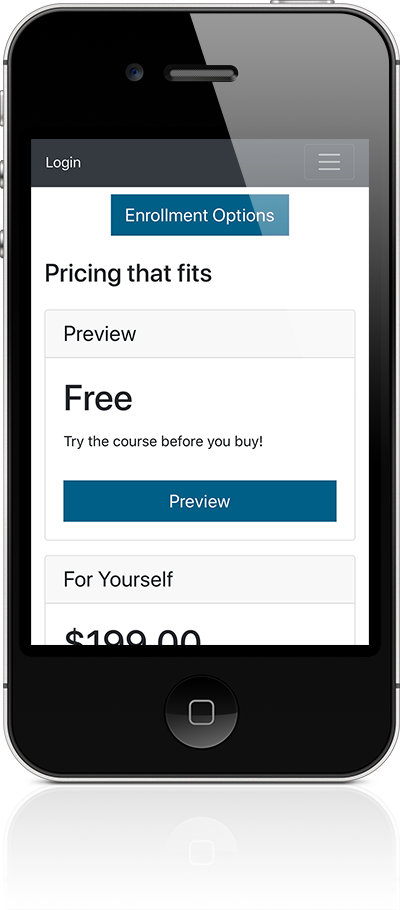 Login
Enrollment Options
Pricing that fits
Preview
Free
Try the course before you buy!
Preview
For Yourself
$199.00